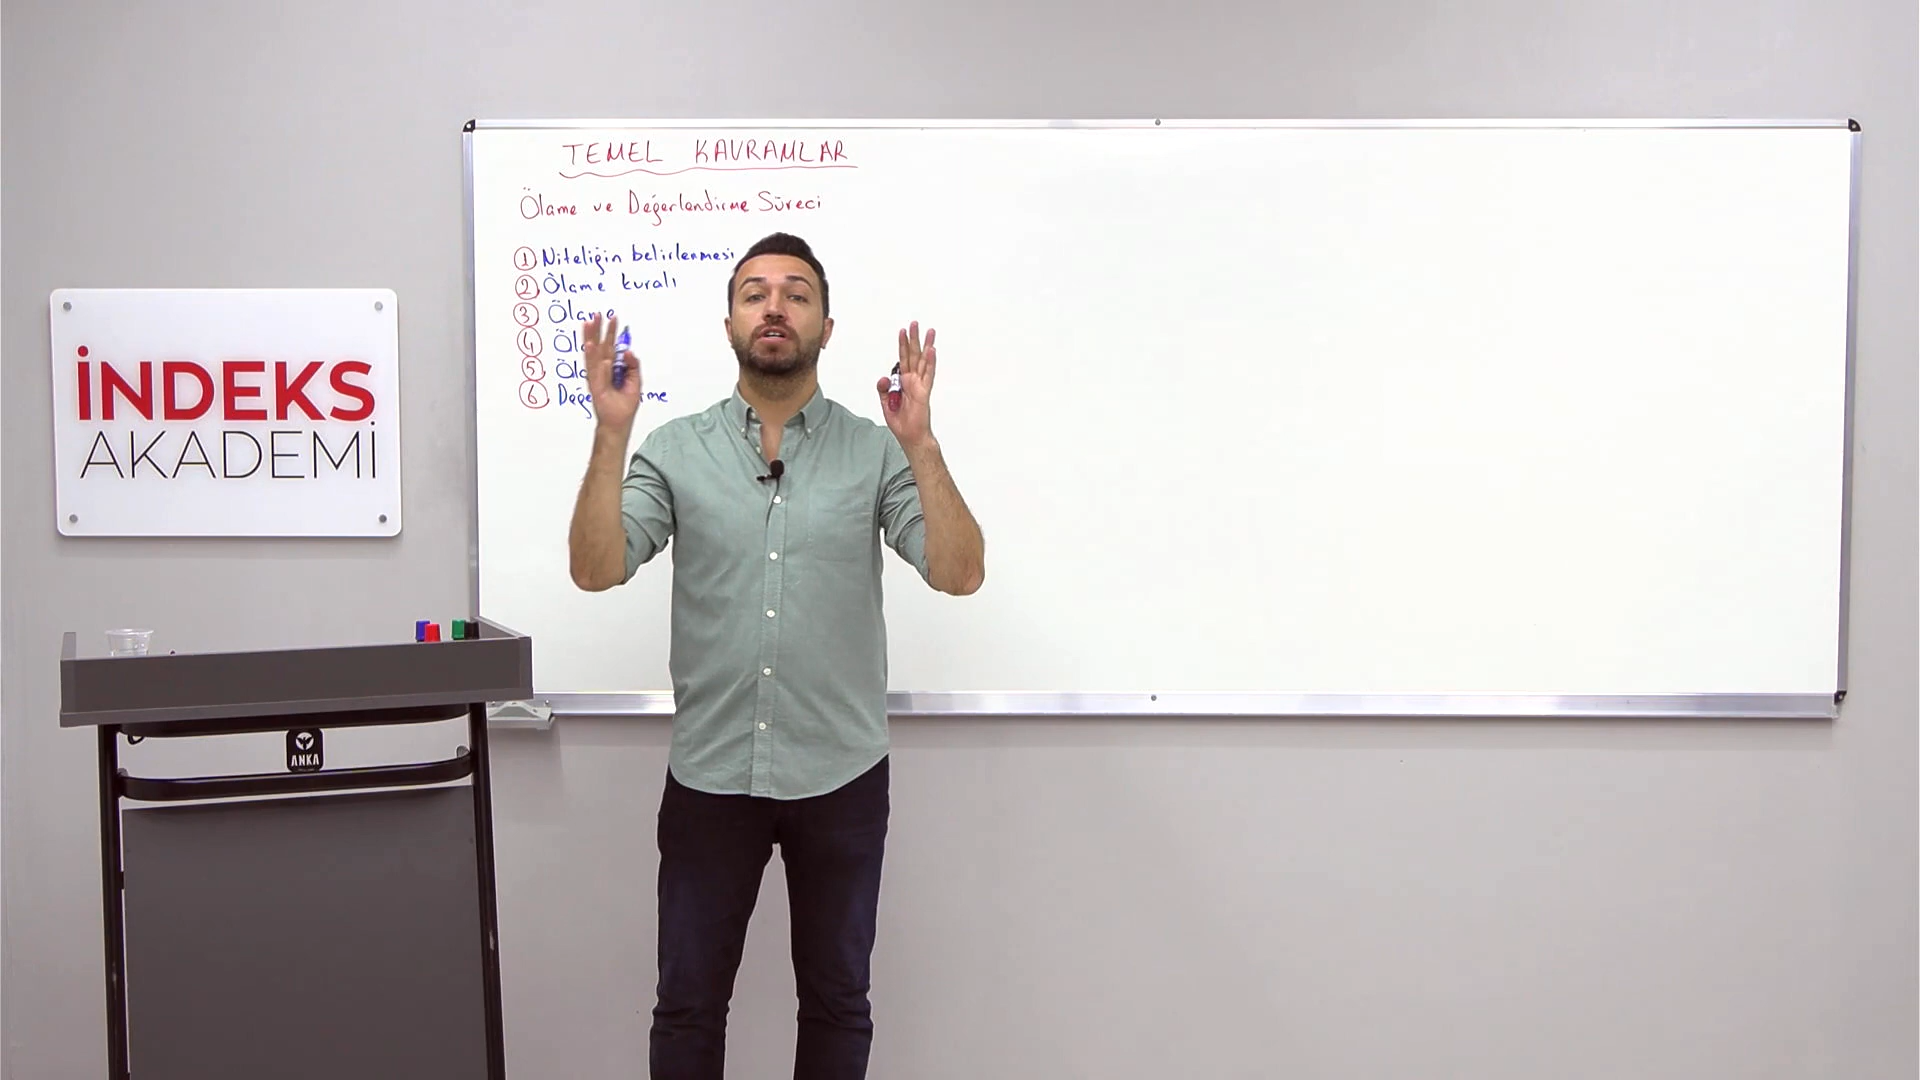 TEMEL KAVRAMLAR
Ölçme ve Değerlendirme Süreci
1 Niteliğin belirlenmesi
2 Ölçme kuralı
3 Ölçme
4
5
6
İNDEKS
AKADEMİ
ANKA